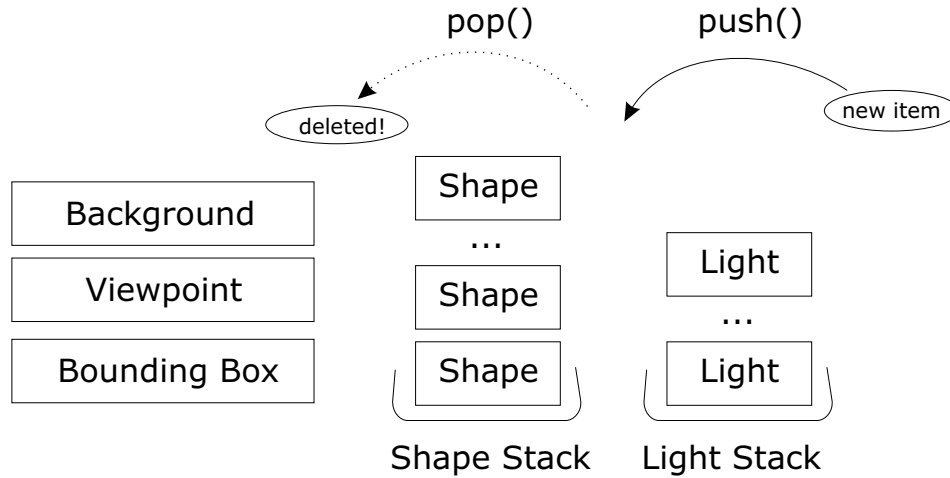 pop()
push()
deleted!
new item
Background
Viewpoint
Bounding Box
Shape
...
Shape
Shape
Shape Stack
Light
...
Light
Light Stack